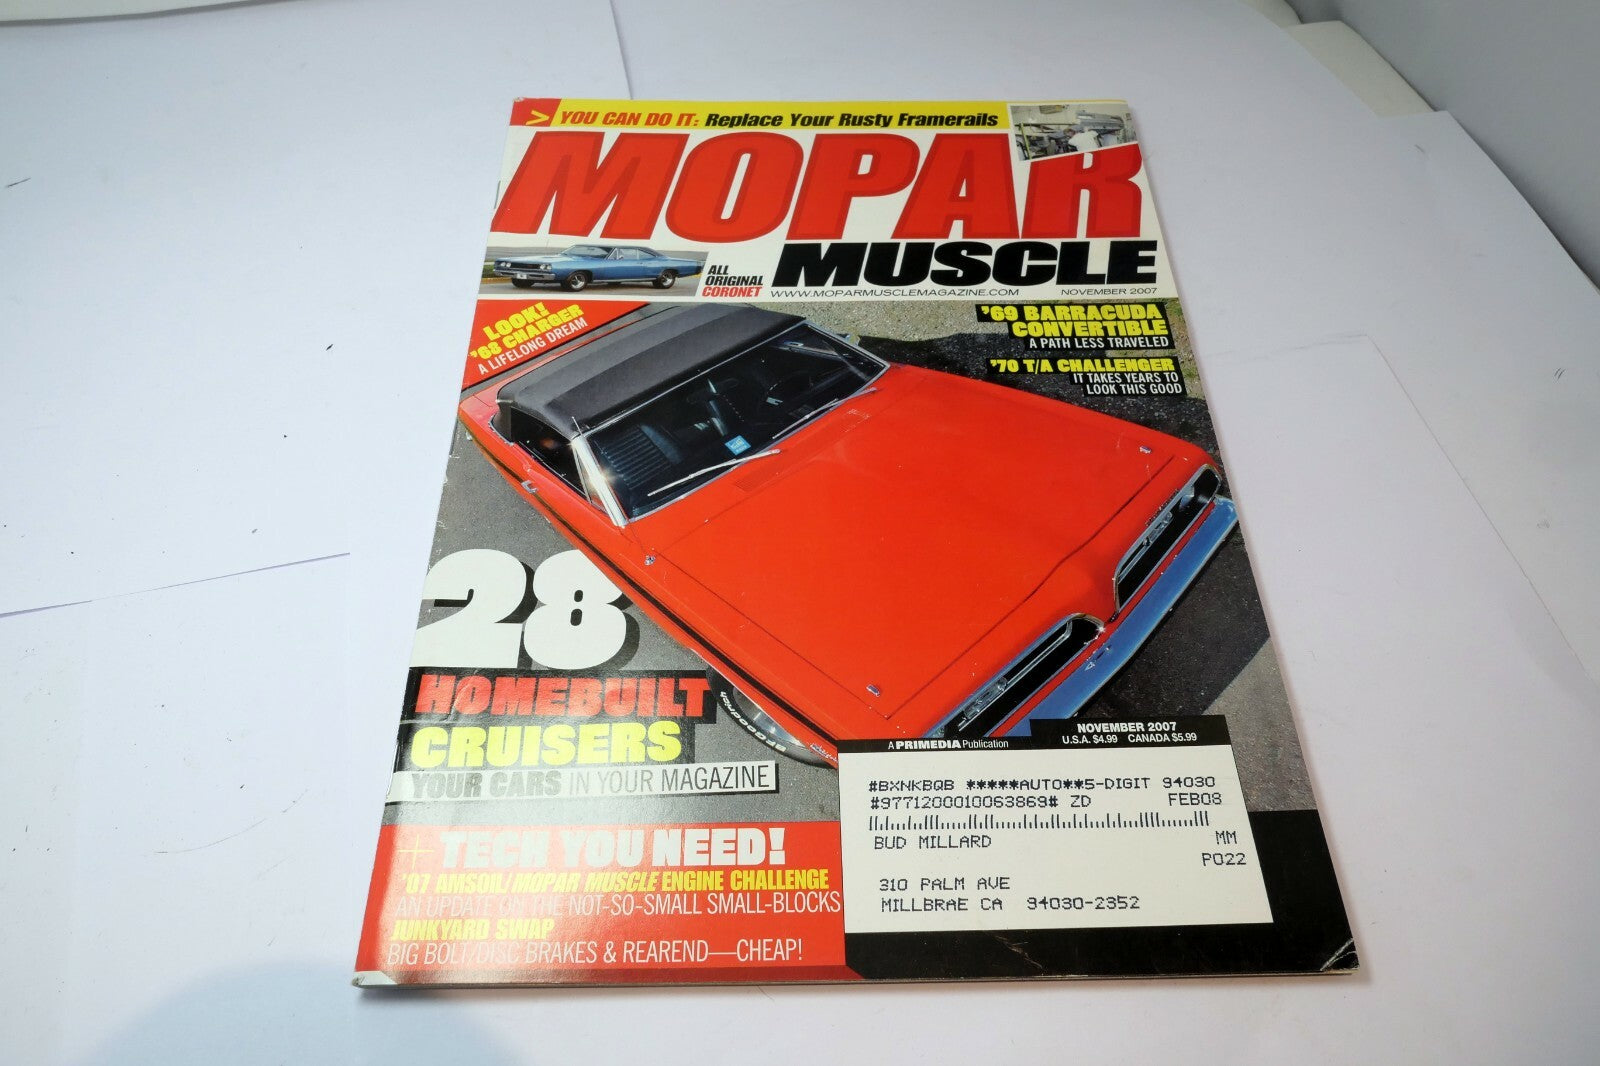 > YOU CAN DO IT: Replace Your Rusty Framerails
MOPAR
MUSCLE
ALL
ORIGINAL
CORONET
WWW.MOPARMUSCLEMAGAZINE.COM NOVEMBER 2007
LOOK!
'68 CHARGER
A LIFELONG DREAM
'69 BARRACUDA
CONVERTIBLE
A PATH LESS TRAVELED
'70 T/A CHALLENGER
IT TAKES YEARS TO
LOOK THIS GOOD
28
HOMEBUILT
CRUISERS
YOUR CARS IN YOUR MAGAZINE
BFGoodrich
+ TECH YOU NEED!
'07 AMSOIL/MOPAR MUSCLE ENGINE CHALLENGE
AN UPDATE ON THE NOT-SO-SMALL SMALL-BLOCKS
JUNKYARD SWAP
BIG BOLT/DISC BRAKES & REAREND—CHEAP!
A PRIMEDIA Publication
NOVEMBER 2007
U.S.A. $4.99 CANADA $5.99
#BXNKBQB *****AUTO**5-DIGIT 94030
#9771200010063869# ZD FEB08
BUD MILLARD MM
P022
310 PALM AVE
MILLBRAE CA 94030-2352